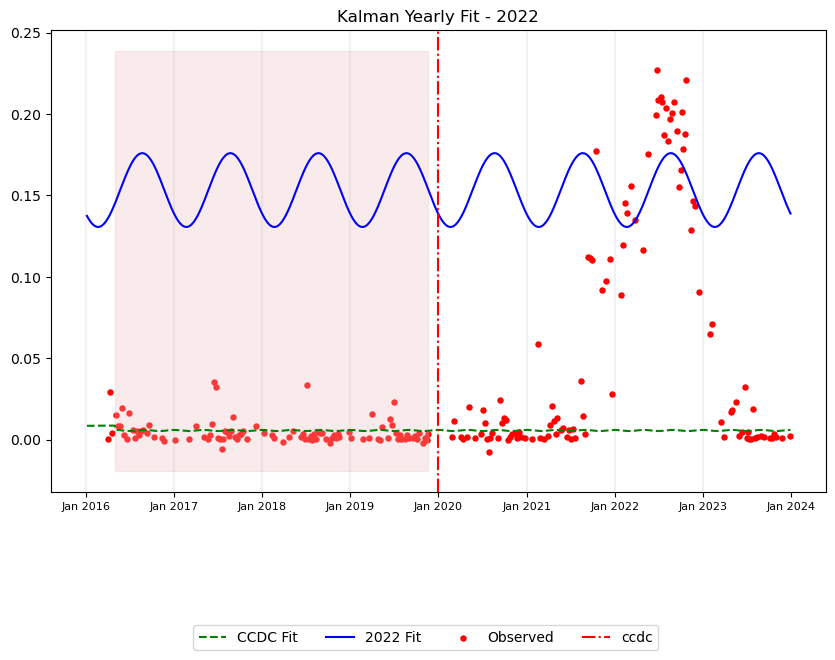 Kalman Yearly Fit - 2022
0.25
0.20
0.15
0.10
0.05
0.00
Jan 2016 Jan 2017 Jan 2018 Jan 2019 Jan 2020 Jan 2021 Jan 2022 Jan 2023 Jan 2024
CCDC Fit 2022 Fit Observed ccdc